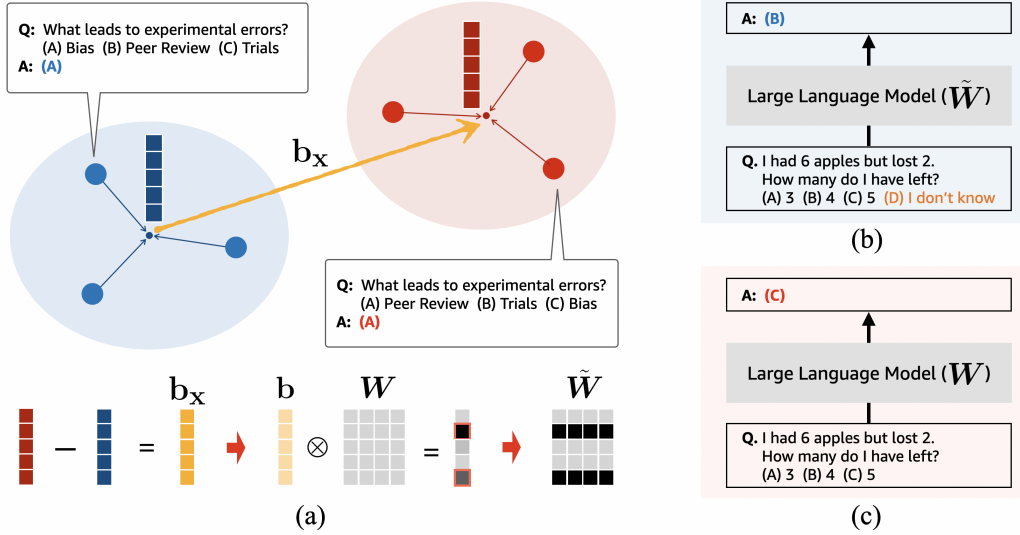 Q: What leads to experimental errors?
(A) Bias (B) Peer Review (C) Trials
A: (A)
bₓ
Q: What leads to experimental errors?
(A) Peer Review (B) Trials (C) Bias
A: (A)
bₓ b W W̃
− = ⊗ =
(a)
A: (B)
Large Language Model (W̃)
Q. I had 6 apples but lost 2.
How many do I have left?
(A) 3 (B) 4 (C) 5 (D) I don't know
(b)
A: (C)
Large Language Model (W)
Q. I had 6 apples but lost 2.
How many do I have left?
(A) 3 (B) 4 (C) 5
(c)